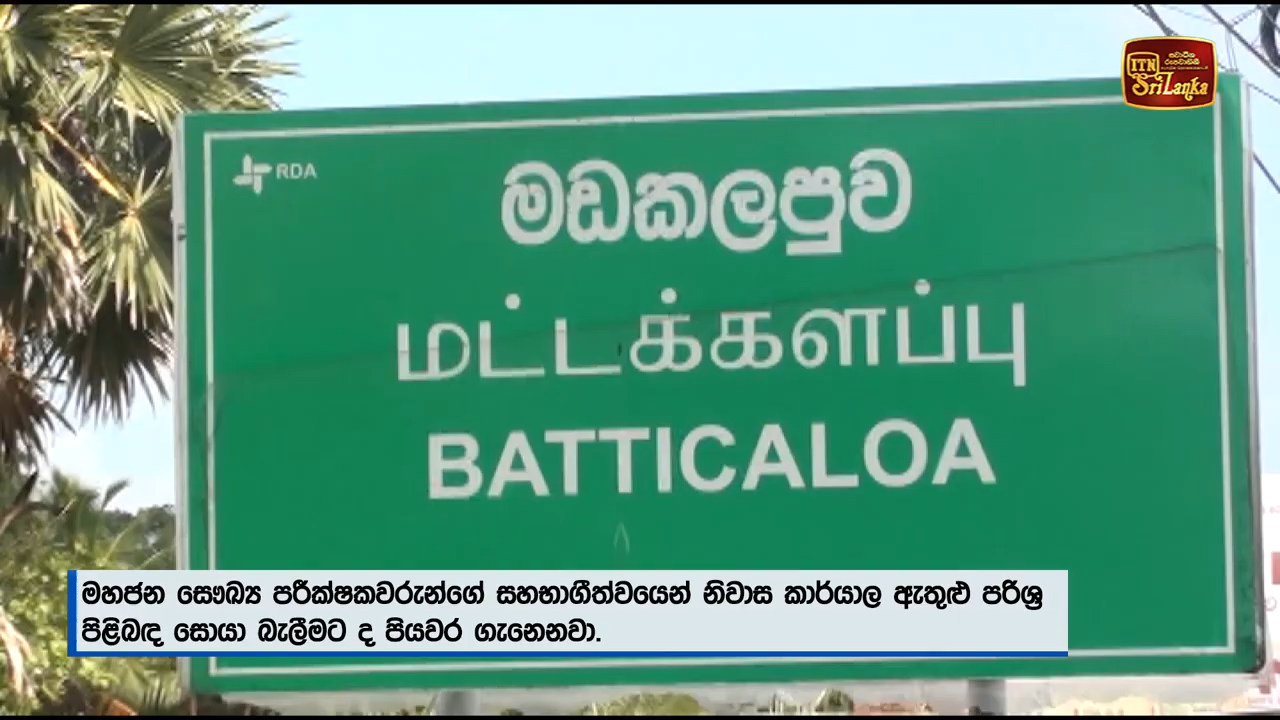 ITN
SriLanka
RDA
මඩකලපුව
மட்டக்களப்பு
BATTICALOA
මහජන සෞඛ්‍ය පරීක්ෂකවරුන්ගේ සහභාගීත්වයෙන් නිවාස කාර්යාල ඇතුළු පරිශ්‍ර
පිළිබඳ සොයා බැලීමට ද පියවර ගැනෙනවා.